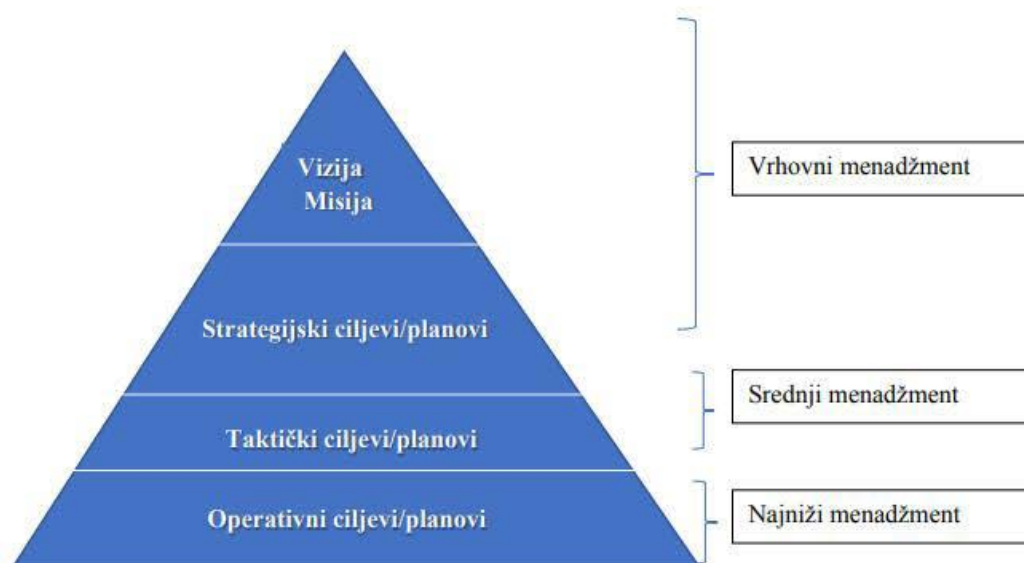 Vizija
Misija
Vrhovni menadžment
Strategijski ciljevi/planovi
Srednji menadžment
Taktički ciljevi/planovi
Najniži menadžment
Operativni ciljevi/planovi